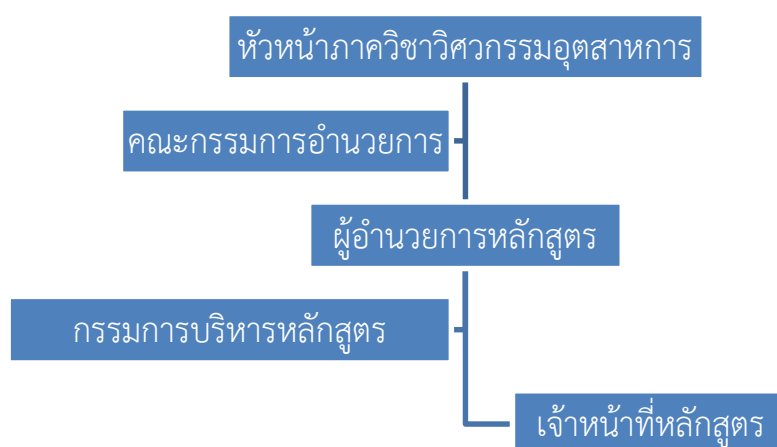 หัวหน้าภาควิชาวิศวกรรมอุตสาหการ
คณะกรรมการอำนวยการ
ผู้อำนวยการหลักสูตร
กรรมการบริหารหลักสูตร
เจ้าหน้าที่หลักสูตร